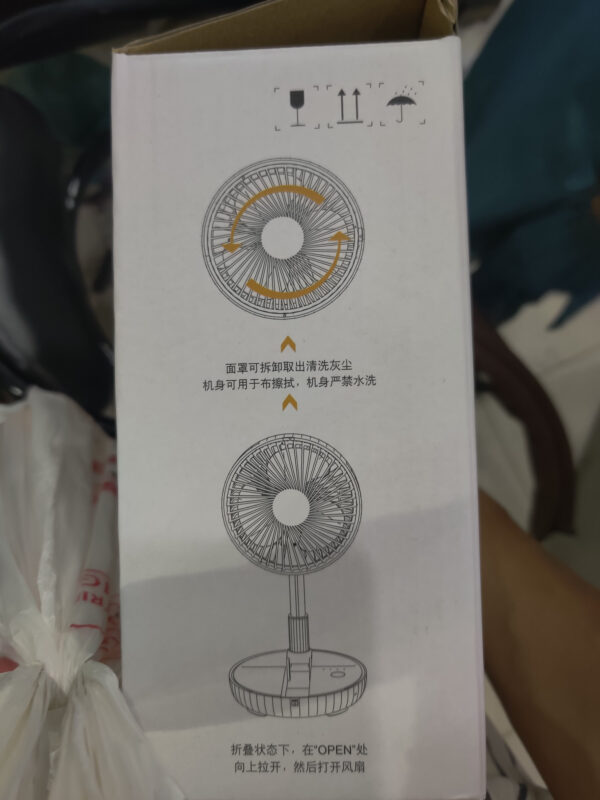 面罩可拆卸取出清洗灰尘
机身可用于布擦拭，机身严禁水洗
折叠状态下，在“OPEN”处
向上拉开，然后打开风扇